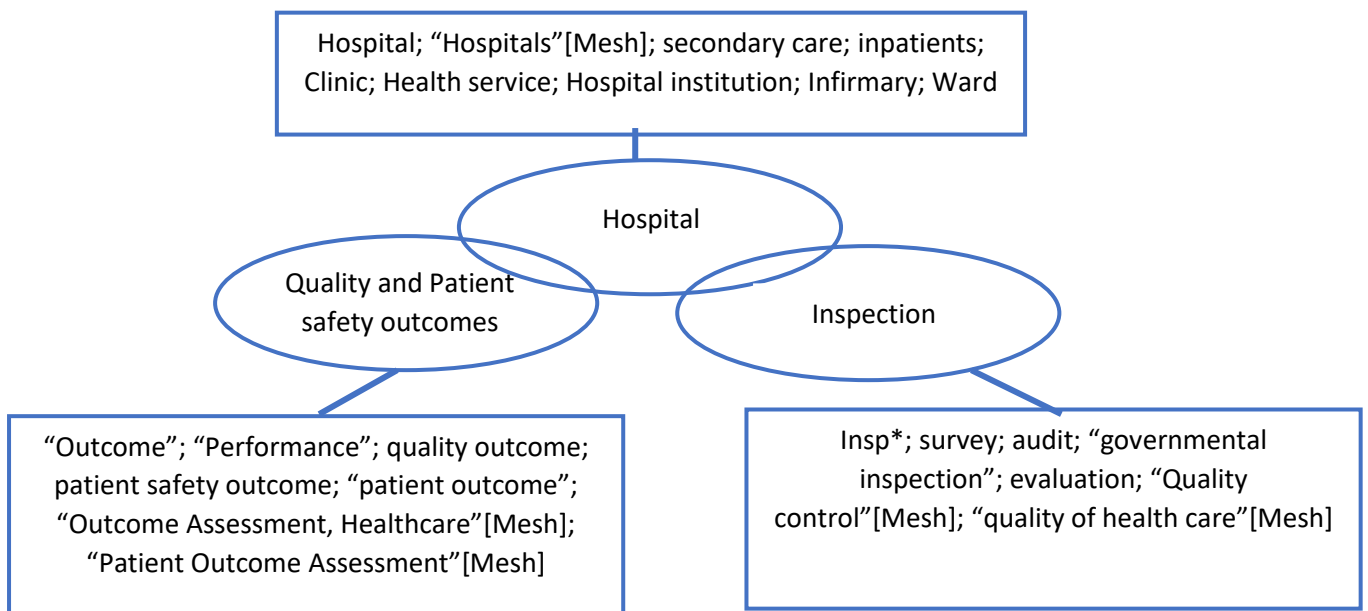 Hospital; “Hospitals”[Mesh]; secondary care; inpatients;
Clinic; Health service; Hospital institution; Infirmary; Ward
Hospital
Quality and Patient
safety outcomes
Inspection
“Outcome”; “Performance”; quality outcome;
patient safety outcome; “patient outcome”;
“Outcome Assessment, Healthcare”[Mesh];
“Patient Outcome Assessment”[Mesh]
Insp*; survey; audit; “governmental
inspection”; evaluation; “Quality
control”[Mesh]; “quality of health care”[Mesh]